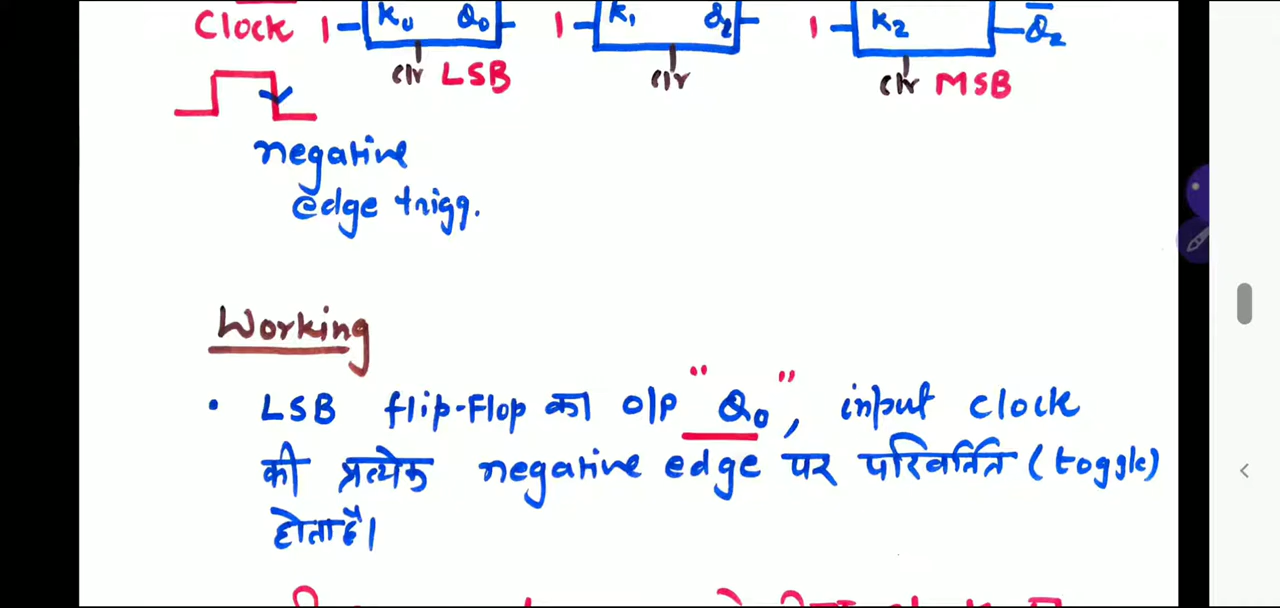 Clock 1 K₀ Q₀ 1 K₁ Q₂ 1 K₂ Q̅₂
clr LSB clr clr MSB
negative
edge trigg.
Working
• LSB flip-Flop का o/p "Q₀", input clock
की प्रत्येक negative edge पर परिवर्तित (toggle)
होता है।